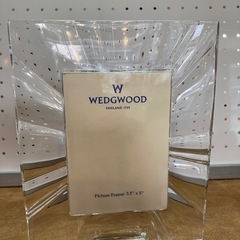 W
WEDGWOOD
ENGLAND 1759
Picture Frame 3.5" x 5"